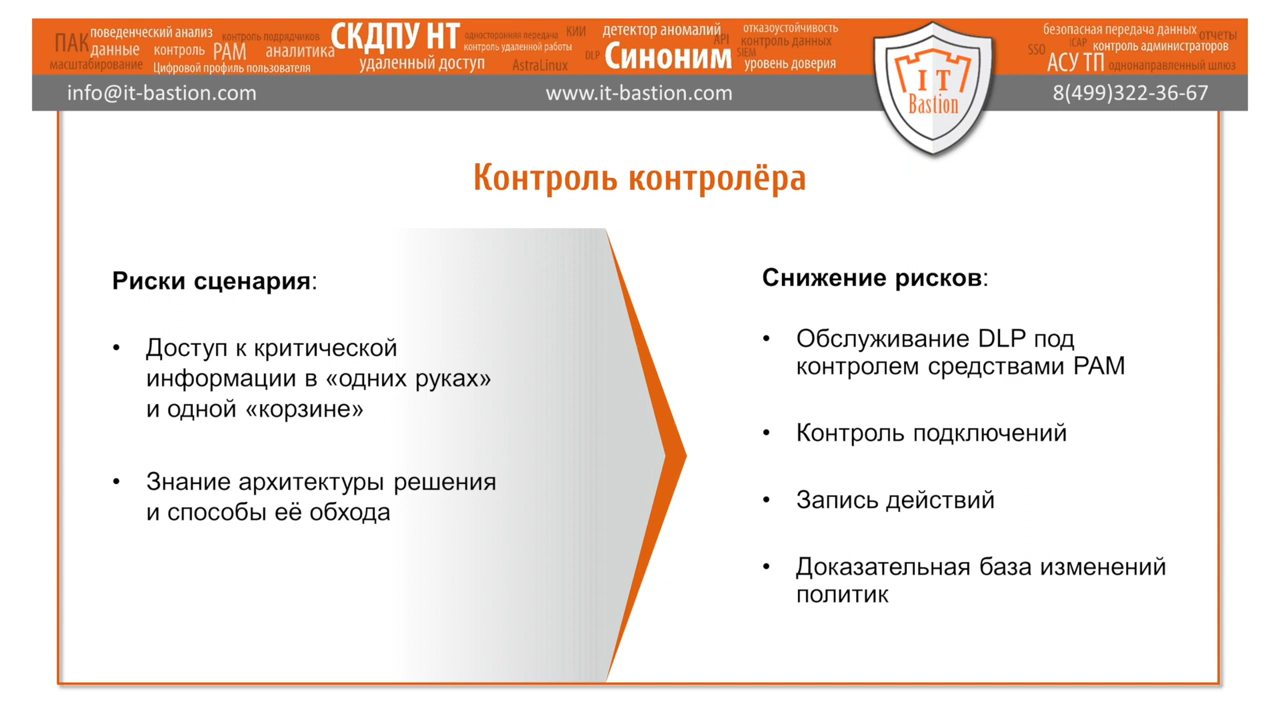 ПАК
поведенческий анализ
контроль подрядчиков
СКДПУ НТ
односторонняя передача
КИИ
детектор аномалий
отказоустойчивость
безопасная передача данных
отчеты
данные
контроль
PAM
аналитика
контроль удаленной работы
DLP
Синоним
API
контроль данных
SIEM
SSO
iCAP
контроль администраторов
масштабирование
Цифровой профиль пользователя
удаленный доступ
AstraLinux
уровень доверия
АСУ ТП
однонаправленный шлюз
info@it-bastion.com
www.it-bastion.com
IT
Bastion
8(499)322-36-67
Контроль контролёра
Риски сценария:
• Доступ к критической
информации в «одних руках»
и одной «корзине»
• Знание архитектуры решения
и способы её обхода
Снижение рисков:
• Обслуживание DLP под
контролем средствами PAM
• Контроль подключений
• Запись действий
• Доказательная база изменений
политик